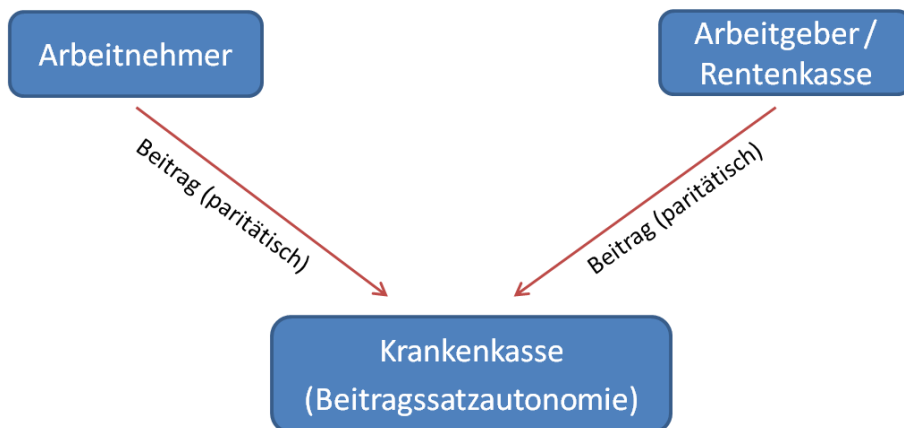 Arbeitnehmer
Arbeitgeber /
Rentenkasse
Beitrag (paritätisch)
Beitrag (paritätisch)
Krankenkasse
(Beitragssatzautonomie)